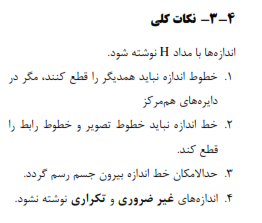 ۴-۳- نکات کلی
اندازه‌ها با مداد H نوشته شود.
۱. خطوط اندازه نباید همدیگر را قطع کنند، مگر در
دایره‌های هم‌مرکز
۲. خط اندازه نباید خطوط تصویر و خطوط رابط را
قطع کند.
۳. حدالامکان خط اندازه بیرون جسم رسم گردد.
۴. اندازه‌های غیر ضروری و تکراری نوشته نشود.